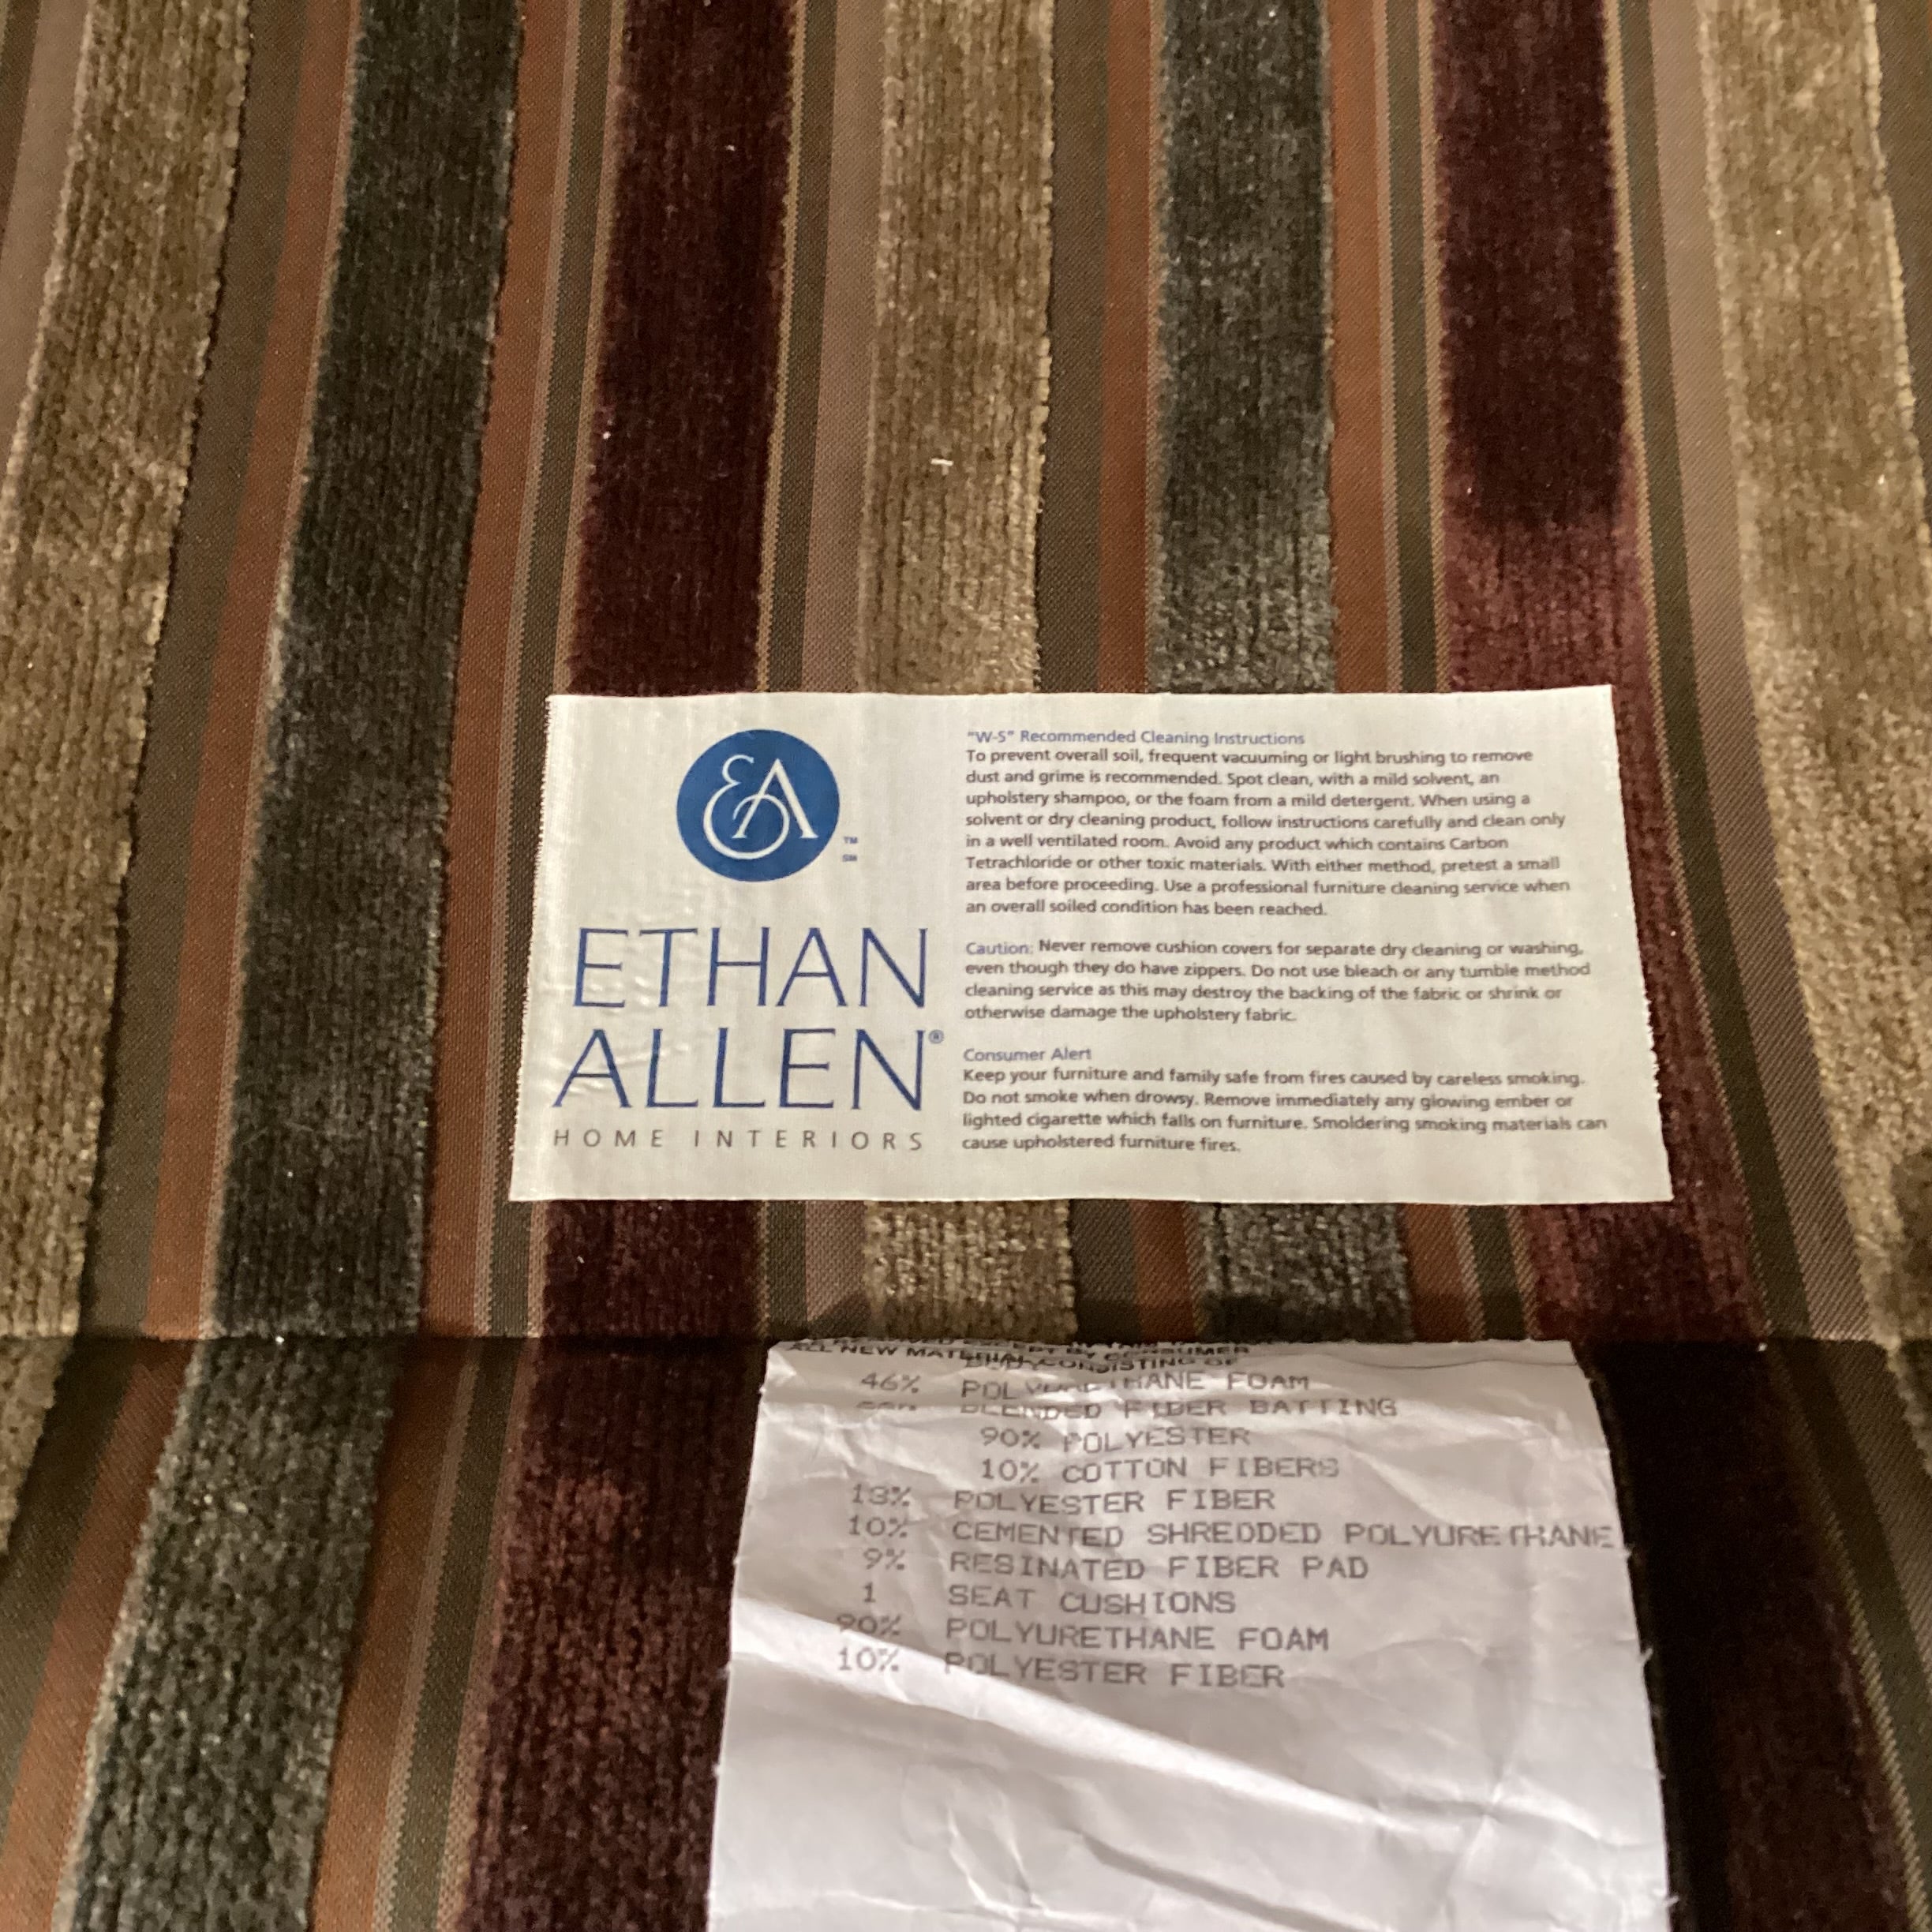 EA
TM
SM
ETHAN
ALLEN®
HOME INTERIORS
"W-S" Recommended Cleaning Instructions
To prevent overall soil, frequent vacuuming or light brushing to remove
dust and grime is recommended. Spot clean, with a mild solvent, an
upholstery shampoo, or the foam from a mild detergent. When using a
solvent or dry cleaning product, follow instructions carefully and clean only
in a well ventilated room. Avoid any product which contains Carbon
Tetrachloride or other toxic materials. With either method, pretest a small
area before proceeding. Use a professional furniture cleaning service when
an overall soiled condition has been reached.
Caution: Never remove cushion covers for separate dry cleaning or washing,
even though they do have zippers. Do not use bleach or any tumble method
cleaning service as this may destroy the backing of the fabric or shrink or
otherwise damage the upholstery fabric.
Consumer Alert
Keep your furniture and family safe from fires caused by careless smoking.
Do not smoke when drowsy. Remove immediately any glowing ember or
lighted cigarette which falls on furniture. Smoldering smoking materials can
cause upholstered furniture fires.
EXCEPT BY CONSUMER
ALL NEW MATERIAL CONSISTING OF
46% POLYURETHANE FOAM
BLENDED FIBER BATTING
90% POLYESTER
10% COTTON FIBERS
13% POLYESTER FIBER
10% CEMENTED SHREDDED POLYURETHANE
9% RESINATED FIBER PAD
1 SEAT CUSHIONS
90% POLYURETHANE FOAM
10% POLYESTER FIBER